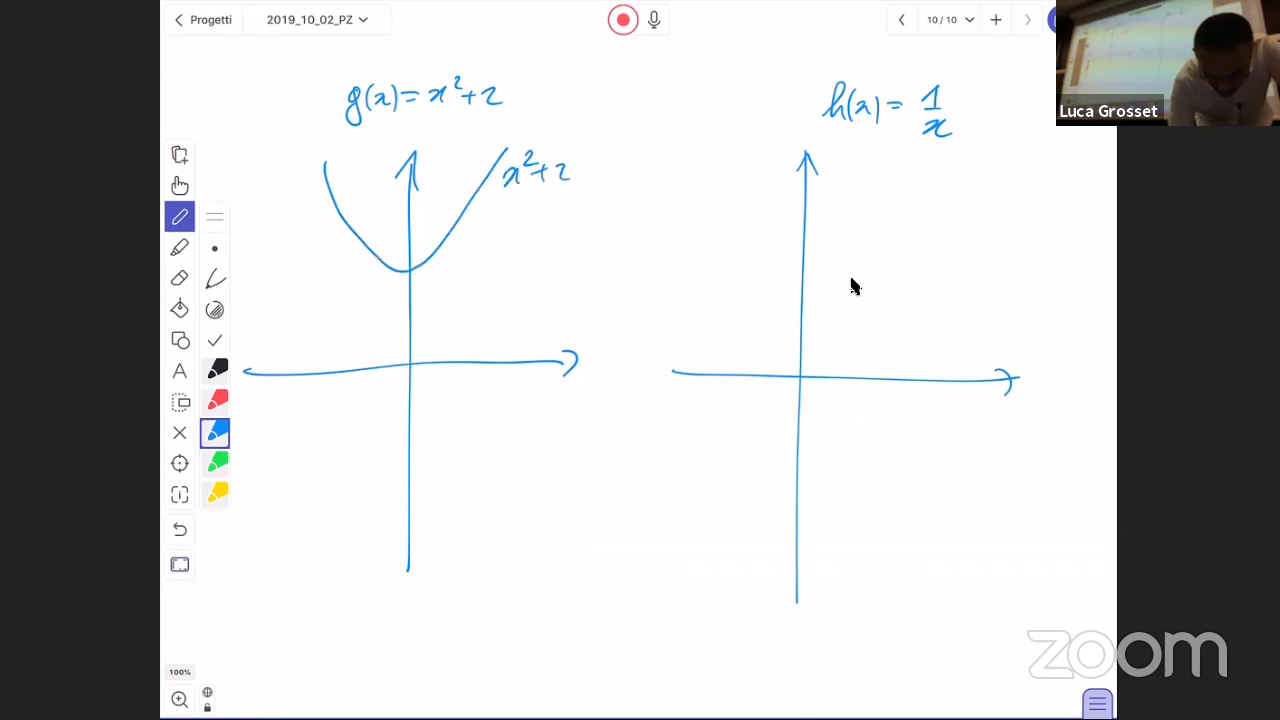 Progetti 2019_10_02_PZ 10/10
Luca Grosset
g(x)=x²+2
h(x)=1/x
x²+2
A
100%
zoom